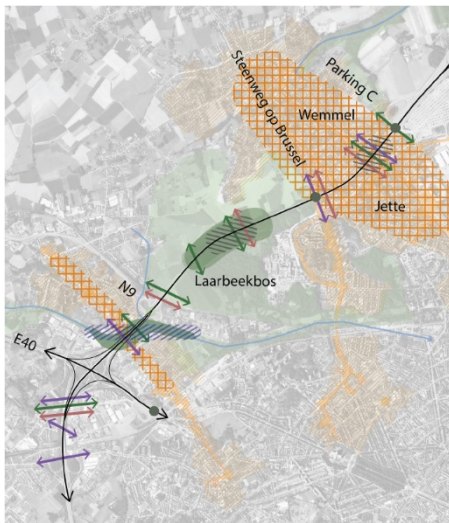 Steenweg op Brussel
Parking C
Wemmel
Jette
Laarbeekbos
N9
E40